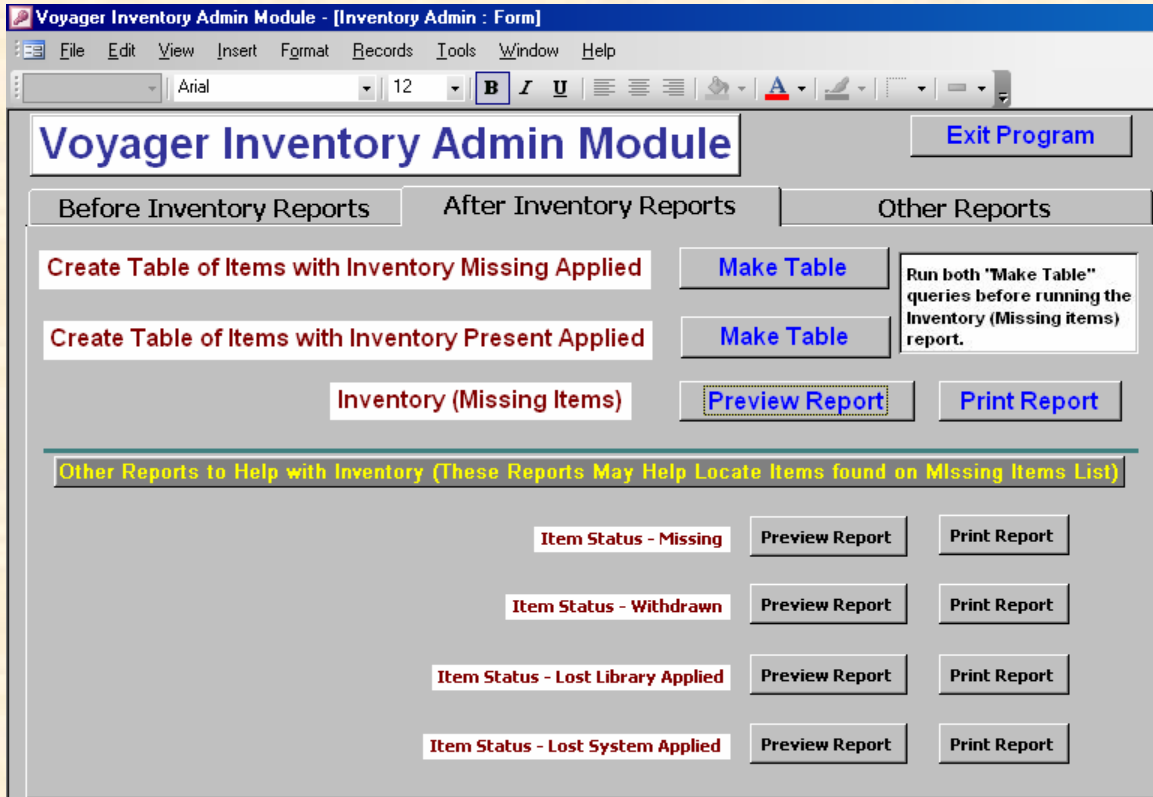 Voyager Inventory Admin Module - [Inventory Admin : Form]
File Edit View Insert Format Records Tools Window Help
Arial 12 B I U A
Voyager Inventory Admin Module
Exit Program
Before Inventory Reports After Inventory Reports Other Reports
Create Table of Items with Inventory Missing Applied Make Table
Run both "Make Table"
queries before running the
Inventory (Missing items)
report.
Create Table of Items with Inventory Present Applied Make Table
Inventory (Missing Items) Preview Report Print Report
Other Reports to Help with Inventory (These Reports May Help Locate Items found on MIssing Items List)
Item Status - Missing Preview Report Print Report
Item Status - Withdrawn Preview Report Print Report
Item Status - Lost Library Applied Preview Report Print Report
Item Status - Lost System Applied Preview Report Print Report